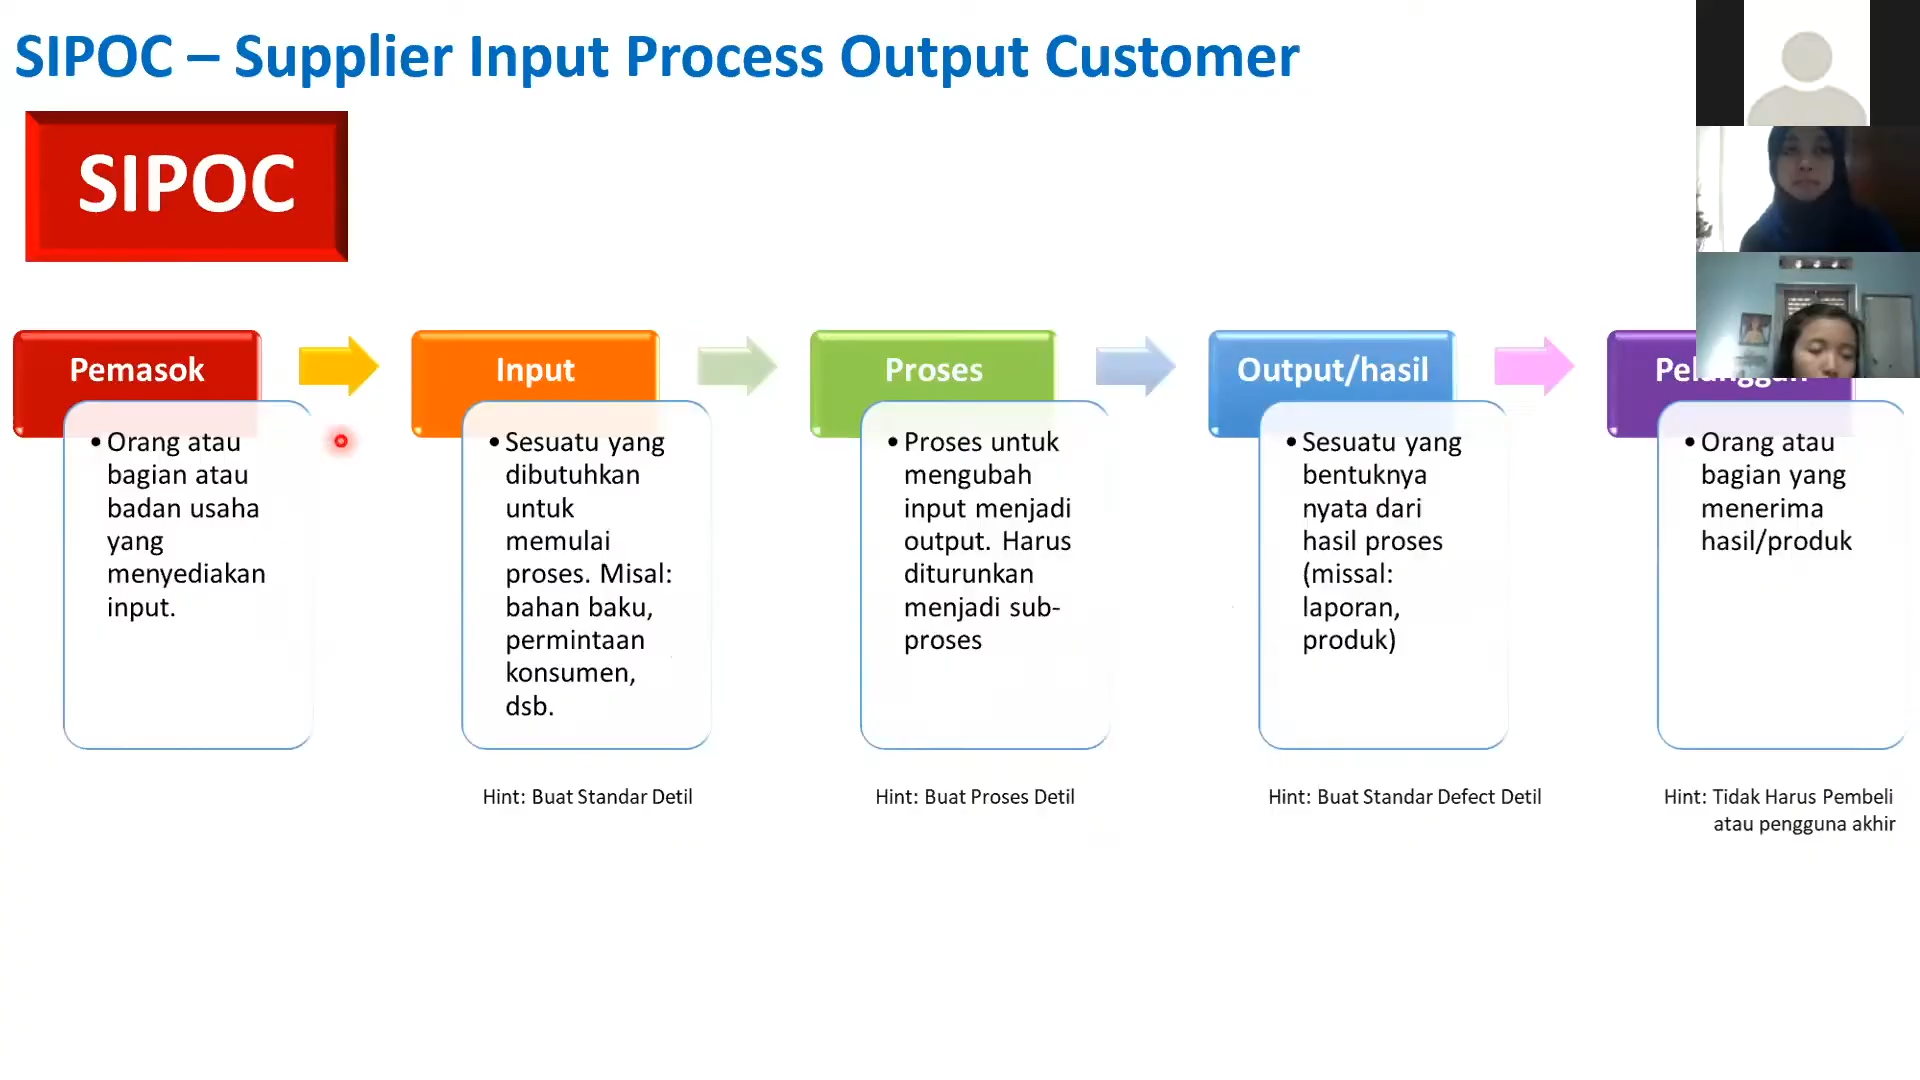 SIPOC – Supplier Input Process Output Customer
SIPOC
Pemasok
• Orang atau
bagian atau
badan usaha
yang
menyediakan
input.
Input
• Sesuatu yang
dibutuhkan
untuk
memulai
proses. Misal:
bahan baku,
permintaan
konsumen,
dsb.
Hint: Buat Standar Detil
Proses
• Proses untuk
mengubah
input menjadi
output. Harus
diturunkan
menjadi sub-
proses
Hint: Buat Proses Detil
Output/hasil
• Sesuatu yang
bentuknya
nyata dari
hasil proses
(missal:
laporan,
produk)
Hint: Buat Standar Defect Detil
• Orang atau
bagian yang
menerima
hasil/produk
Hint: Tidak Harus Pembeli
atau pengguna akhir